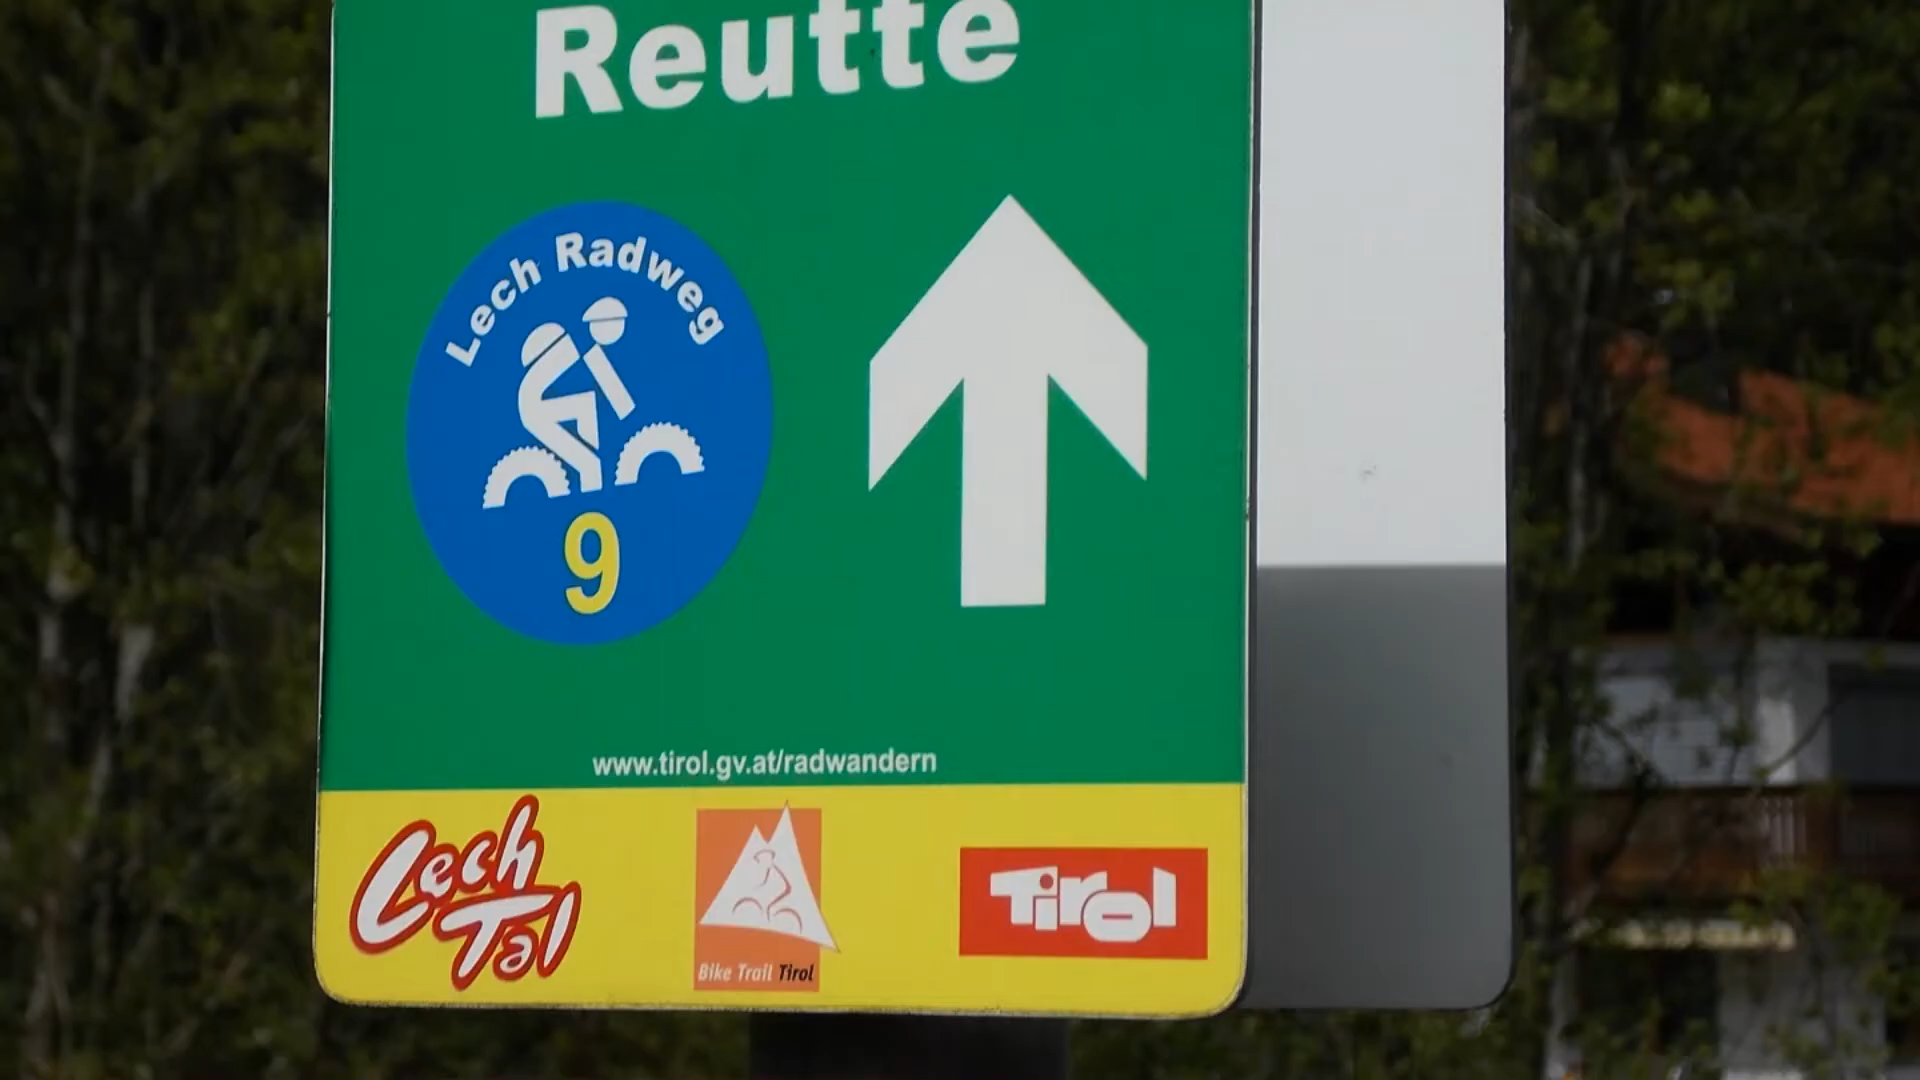 Reutte
Lech Radweg
9
www.tirol.gv.at/radwandern
Lech
Tal
Bike Trail Tirol
Tirol